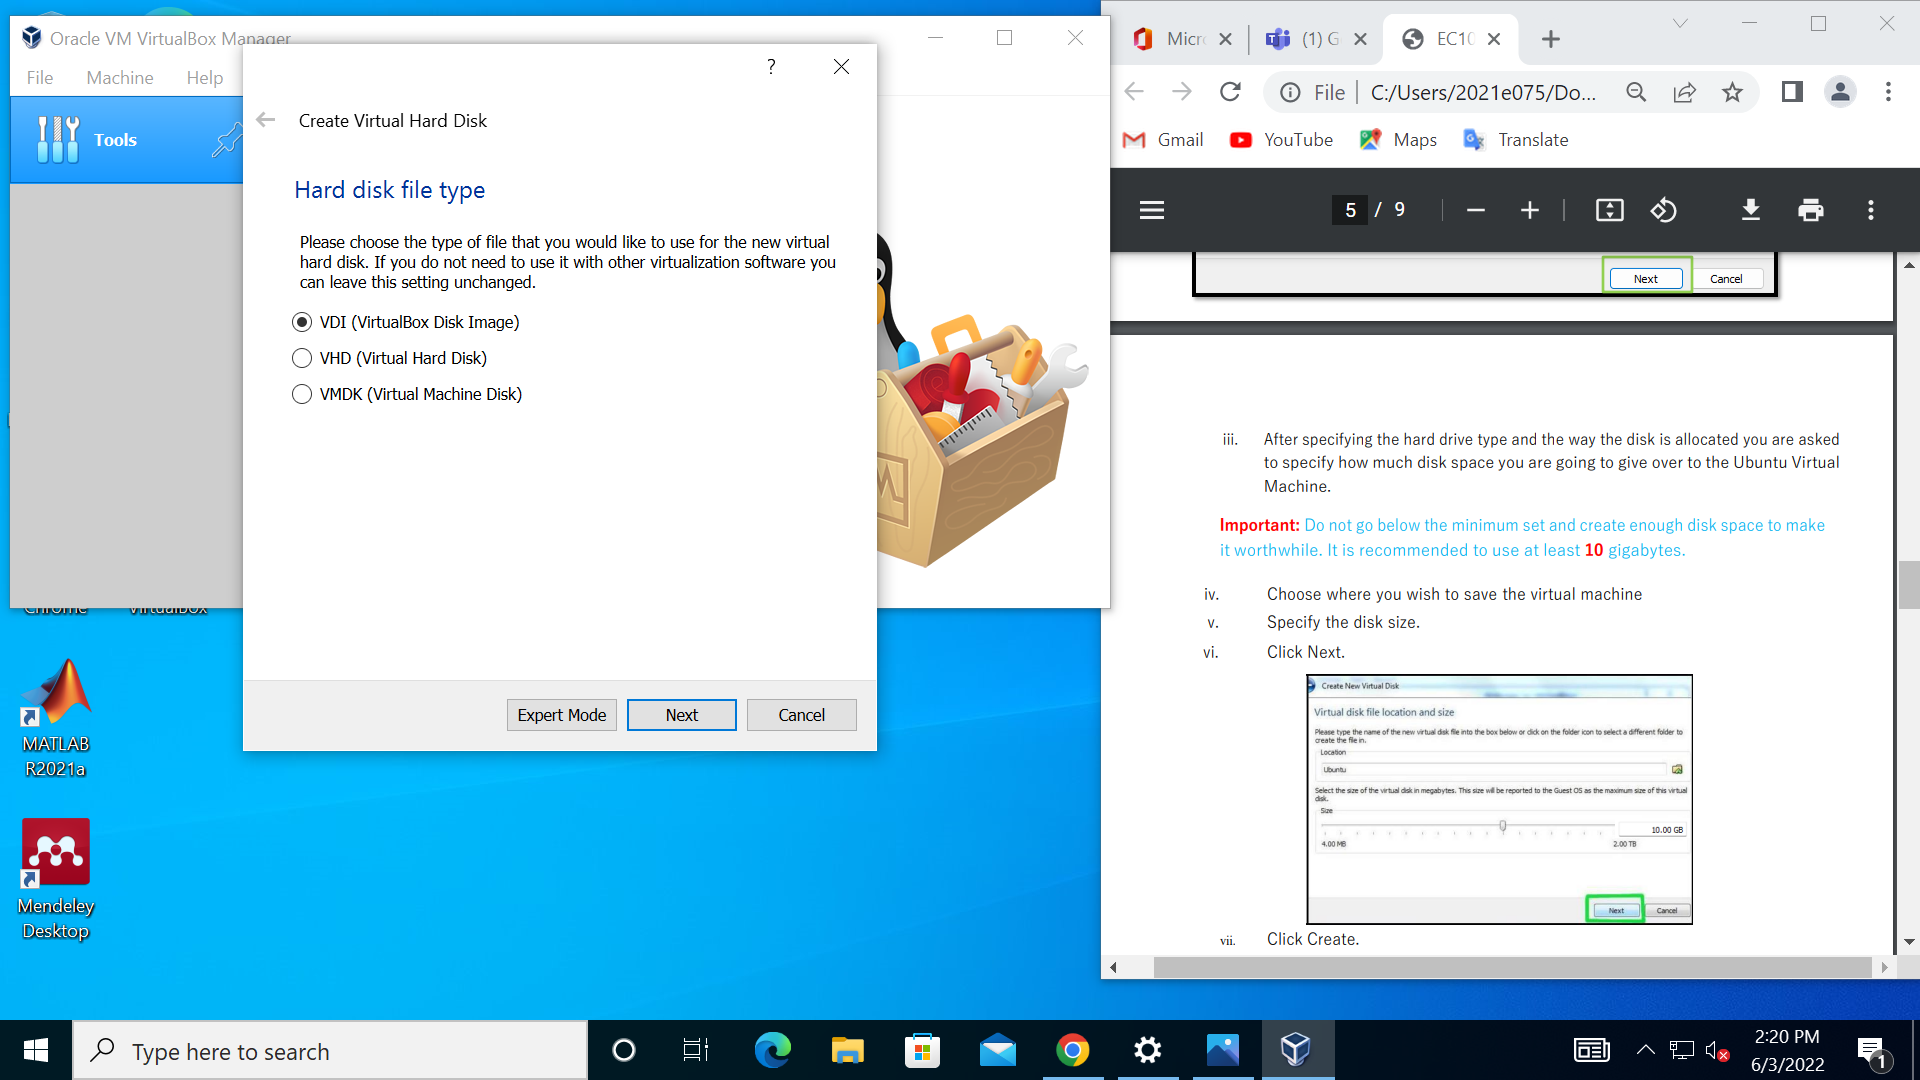 Oracle VM VirtualBox Manager
File
Machine
Help
Tools
?
Create Virtual Hard Disk
Hard disk file type
Please choose the type of file that you would like to use for the new virtual
hard disk. If you do not need to use it with other virtualization software you
can leave this setting unchanged.
VDI (VirtualBox Disk Image)
VHD (Virtual Hard Disk)
VMDK (Virtual Machine Disk)
Expert Mode
Next
Cancel
Chrome
VirtualBox
MATLAB
R2021a
Mendeley
Desktop
Micr
(1) G
EC10
File
C:/Users/2021e075/Do...
Gmail
YouTube
Maps
Translate
5 / 9
Next
Cancel
iii. After specifying the hard drive type and the way the disk is allocated you are asked
to specify how much disk space you are going to give over to the Ubuntu Virtual
Machine.
Important: Do not go below the minimum set and create enough disk space to make
it worthwhile. It is recommended to use at least 10 gigabytes.
iv. Choose where you wish to save the virtual machine
v. Specify the disk size.
vi. Click Next.
Create New Virtual Disk
Virtual disk file location and size
Please type the name of the new virtual disk file into the box below or click on the folder icon to select a different folder to
create the file in.
Location
Ubuntu
Select the size of the virtual disk in megabytes. This size will be reported to the Guest OS as the maximum size of this virtual
disk.
Size
10.00 GB
4.00 MB
2.00 TB
Next
Cancel
vii. Click Create.
Type here to search
2:20 PM
6/3/2022
1